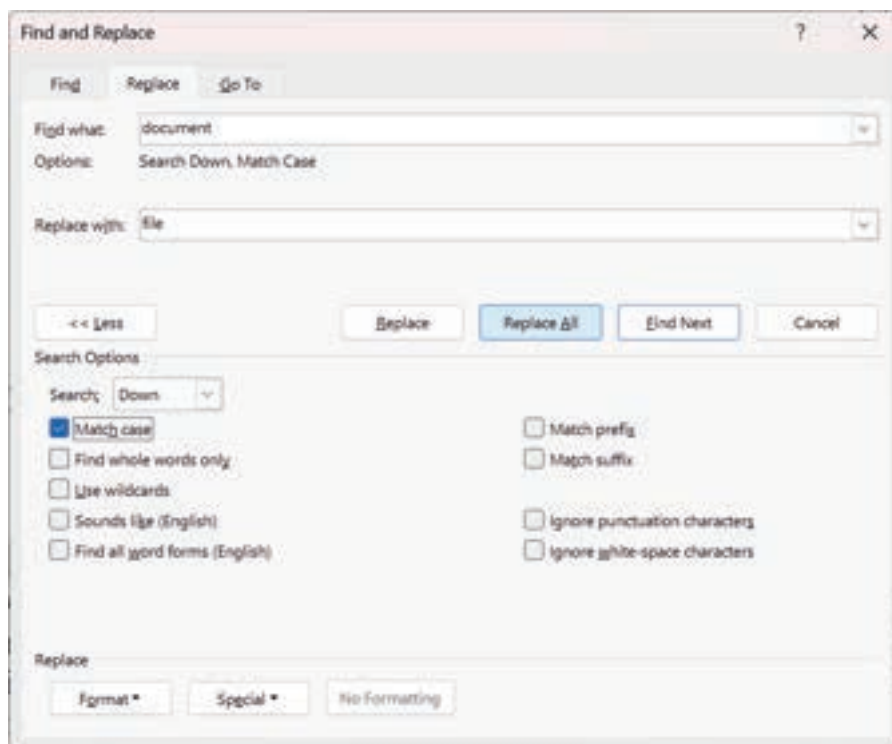 Find and Replace ? ✕
Find Replace Go To
Find what: document
Options: Search Down, Match Case
Replace with: file
<< Less Replace Replace All Find Next Cancel
Search Options
Search: Down
Match case Match prefix
Find whole words only Match suffix
Use wildcards
Sounds like (English) Ignore punctuation characters
Find all word forms (English) Ignore white-space characters
Replace
Format Special No Formatting